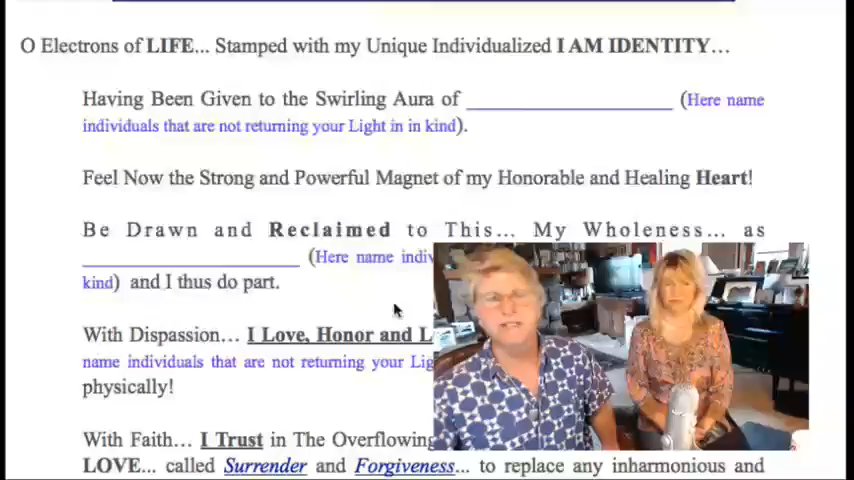 O Electrons of LIFE... Stamped with my Unique Individualized I AM IDENTITY...
Having Been Given to the Swirling Aura of ____________________ (Here name
individuals that are not returning your Light in in kind).
Feel Now the Strong and Powerful Magnet of my Honorable and Healing Heart!
Be Drawn and Reclaimed to This... My Wholeness... as
____________________ (Here name
kind) and I thus do part.
With Dispassion... I Love, Honor and
name individuals that are not returning your
physically!
With Faith... I Trust in The Overflowing
LOVE... called Surrender and Forgiveness... to replace any inharmonious and